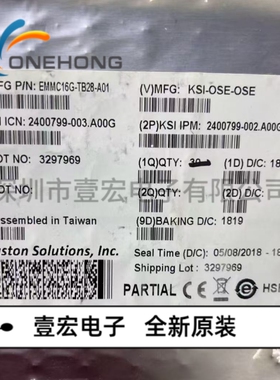 ONEHONG
FG P/N: EMMC16G-TB28-A01
(V)MFG: KSI-OSE-OSE
ICN: 2400799-003.A00G
(2P)KSI IPM: 2400799-002.A00G
OT NO: 3297969
(1Q)QTY:
(1D) D/C: 18
深圳市壹宏电子有限公司
(2Q)QTY:
(2D) D/C:
ssembled in Taiwan
(9D)BAKING D/C: 1819
ston Solutions, Inc.
Seal Time (D/C): 05/08/2018 - 18
Shipping Lot: 3297969
PARTIAL
HS
壹宏电子 全新原装